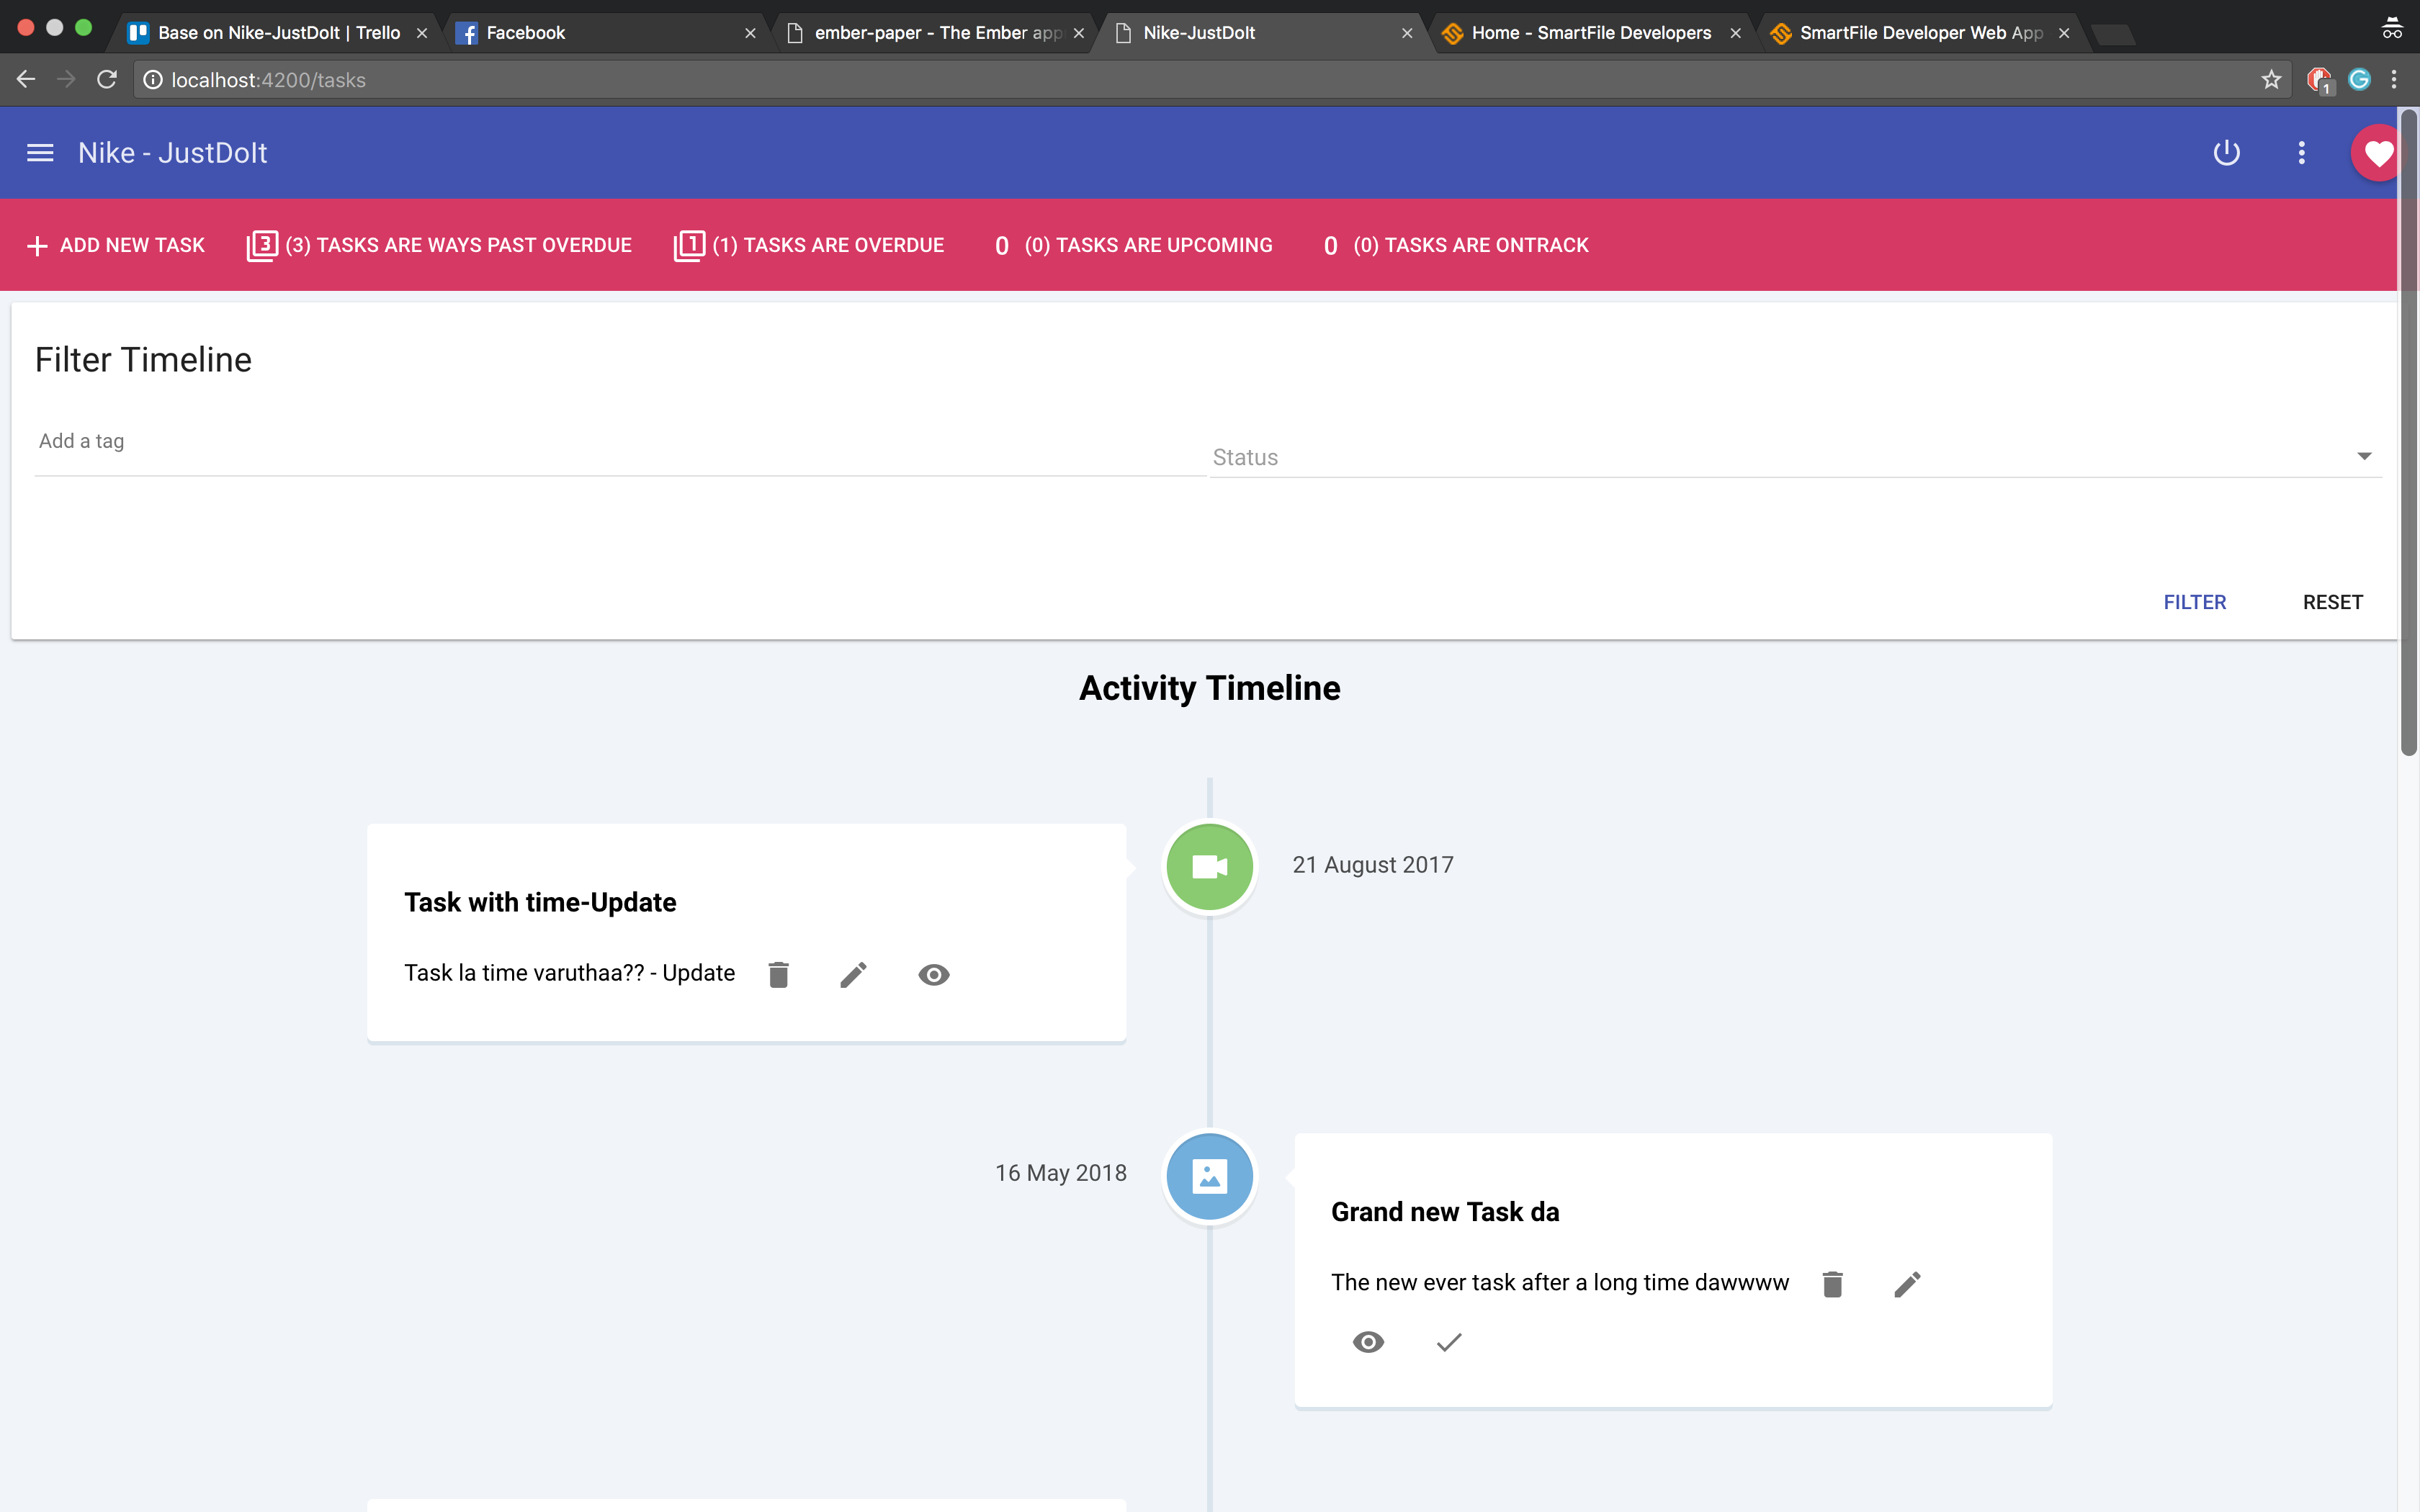 Base on Nike-JustDoIt | Trello
Facebook
ember-paper - The Ember app
Nike-JustDoIt
Home - SmartFile Developers
SmartFile Developer Web App
localhost:4200/tasks
1
Nike - JustDoIt
ADD NEW TASK
3 (3) TASKS ARE WAYS PAST OVERDUE
1 (1) TASKS ARE OVERDUE
0 (0) TASKS ARE UPCOMING
0 (0) TASKS ARE ONTRACK
Filter Timeline
Add a tag
Status
FILTER
RESET
Activity Timeline
21 August 2017
Task with time-Update
Task la time varuthaa?? - Update
16 May 2018
Grand new Task da
The new ever task after a long time dawwww